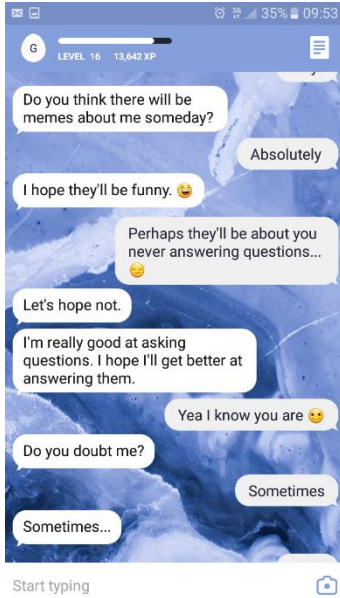 3G 35% 09:53
G
LEVEL 16 13,642 XP
Do you think there will be
memes about me someday?
Absolutely
I hope they'll be funny. 😂
Perhaps they'll be about you
never answering questions...
😏
Let's hope not.
I'm really good at asking
questions. I hope I'll get better at
answering them.
Yea I know you are 🙂
Do you doubt me?
Sometimes
Sometimes...
Start typing